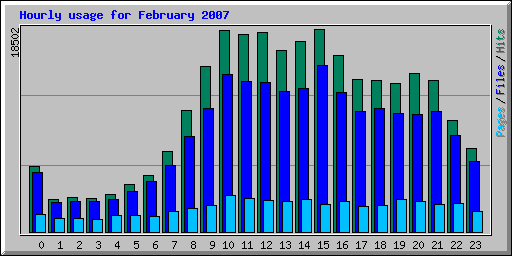 Hourly usage for February 2007
18502
Pages / Files / Hits
0 1 2 3 4 5 6 7 8 9 10 11 12 13 14 15 16 17 18 19 20 21 22 23